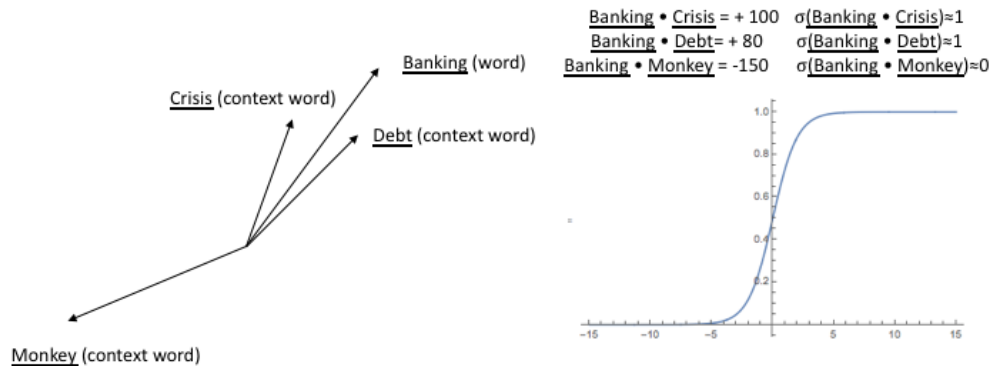 Banking • Crisis = + 100 σ(Banking • Crisis)≈1
Banking • Debt= + 80 σ(Banking • Debt)≈1
Banking • Monkey = -150 σ(Banking • Monkey)≈0
Banking (word)
Crisis (context word)
Debt (context word)
Monkey (context word)
1.0
0.8
0.6
0.4
0.2
-15 -10 -5 5 10 15